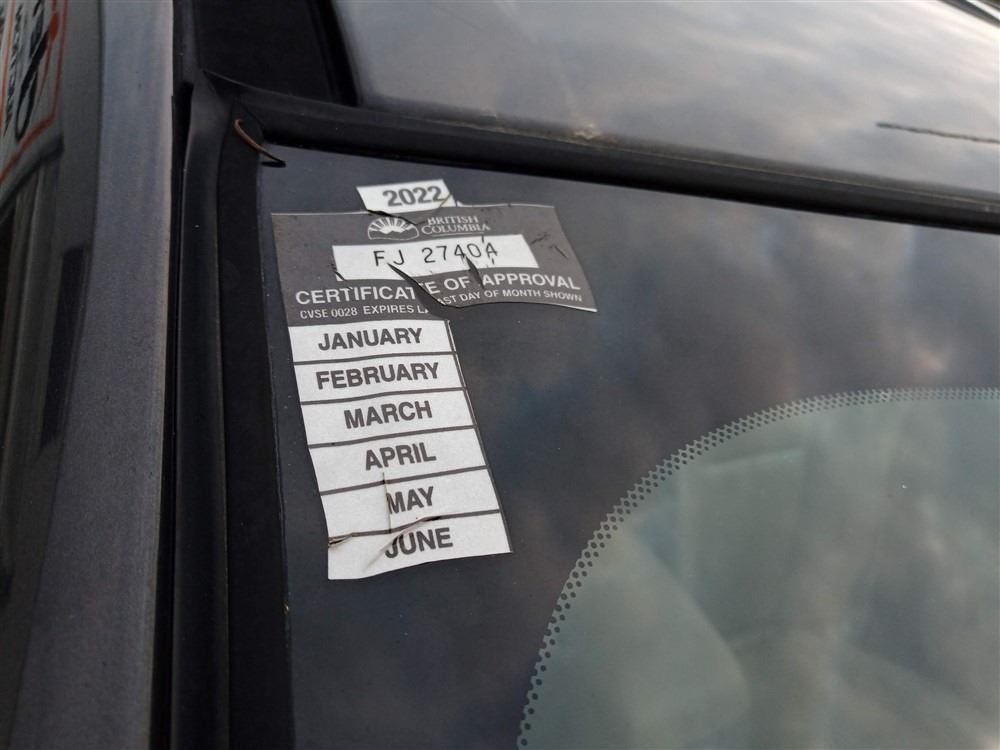 2022
BRITISH
COLUMBIA
FJ 2740A
CERTIFICATE OF APPROVAL
CVSE 0028 EXPIRES LAST DAY OF MONTH SHOWN
JANUARY
FEBRUARY
MARCH
APRIL
MAY
JUNE